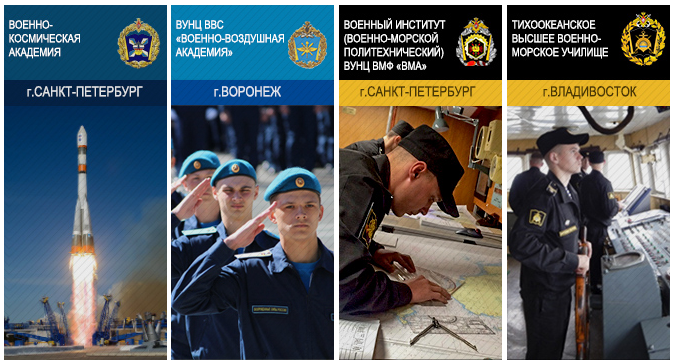 ВОЕННО-
КОСМИЧЕСКАЯ
АКАДЕМИЯ
г.САНКТ-ПЕТЕРБУРГ
ВУНЦ ВВС
«ВОЕННО-ВОЗДУШНАЯ
АКАДЕМИЯ»
г.ВОРОНЕЖ
ВОЕННЫЙ ИНСТИТУТ
(ВОЕННО-МОРСКОЙ
ПОЛИТЕХНИЧЕСКИЙ)
ВУНЦ ВМФ «ВМА»
г.САНКТ-ПЕТЕРБУРГ
ТИХООКЕАНСКОЕ
ВЫСШЕЕ ВОЕННО-
МОРСКОЕ УЧИЛИЩЕ
г.ВЛАДИВОСТОК